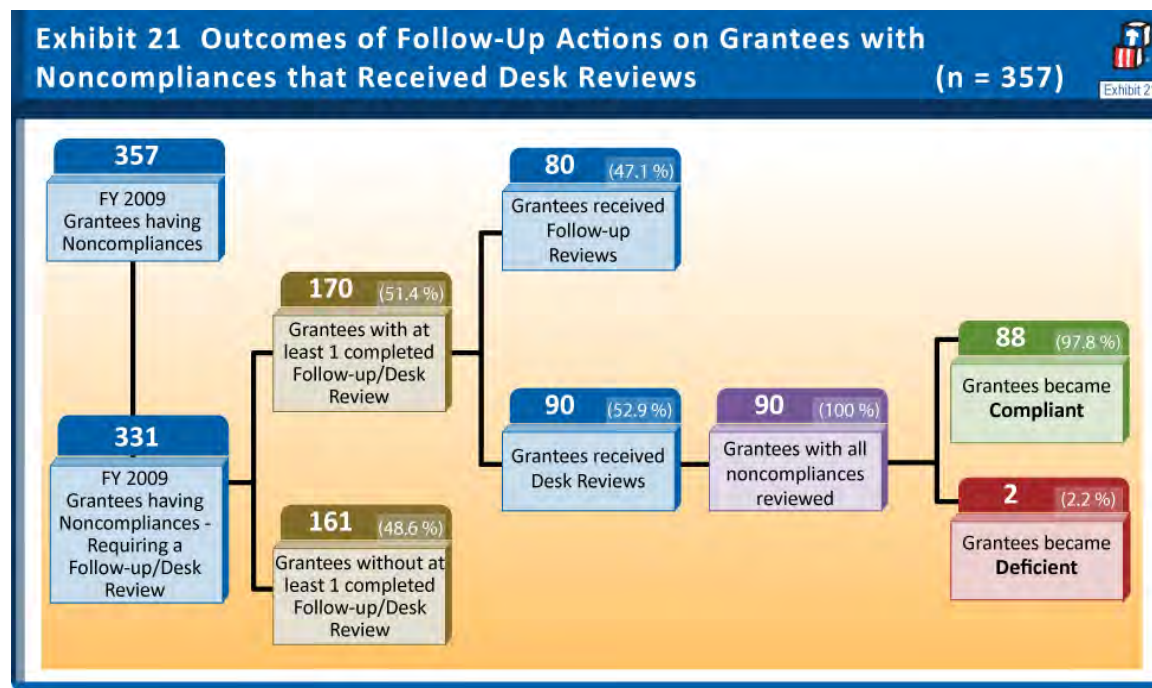 Exhibit 21 Outcomes of Follow-Up Actions on Grantees with
Noncompliances that Received Desk Reviews (n = 357)
Exhibit 21
357
FY 2009
Grantees having
Noncompliances
331
FY 2009
Grantees having
Noncompliances -
Requiring a
Follow-up/Desk
Review
170 (51.4 %)
Grantees with at
least 1 completed
Follow-up/Desk
Review
161 (48.6 %)
Grantees without at
least 1 completed
Follow-up/Desk
Review
80 (47.1 %)
Grantees received
Follow-up
Reviews
90 (52.9 %)
Grantees received
Desk Reviews
90 (100 %)
Grantees with all
noncompliances
reviewed
88 (97.8 %)
Grantees became
Compliant
2 (2.2 %)
Grantees became
Deficient